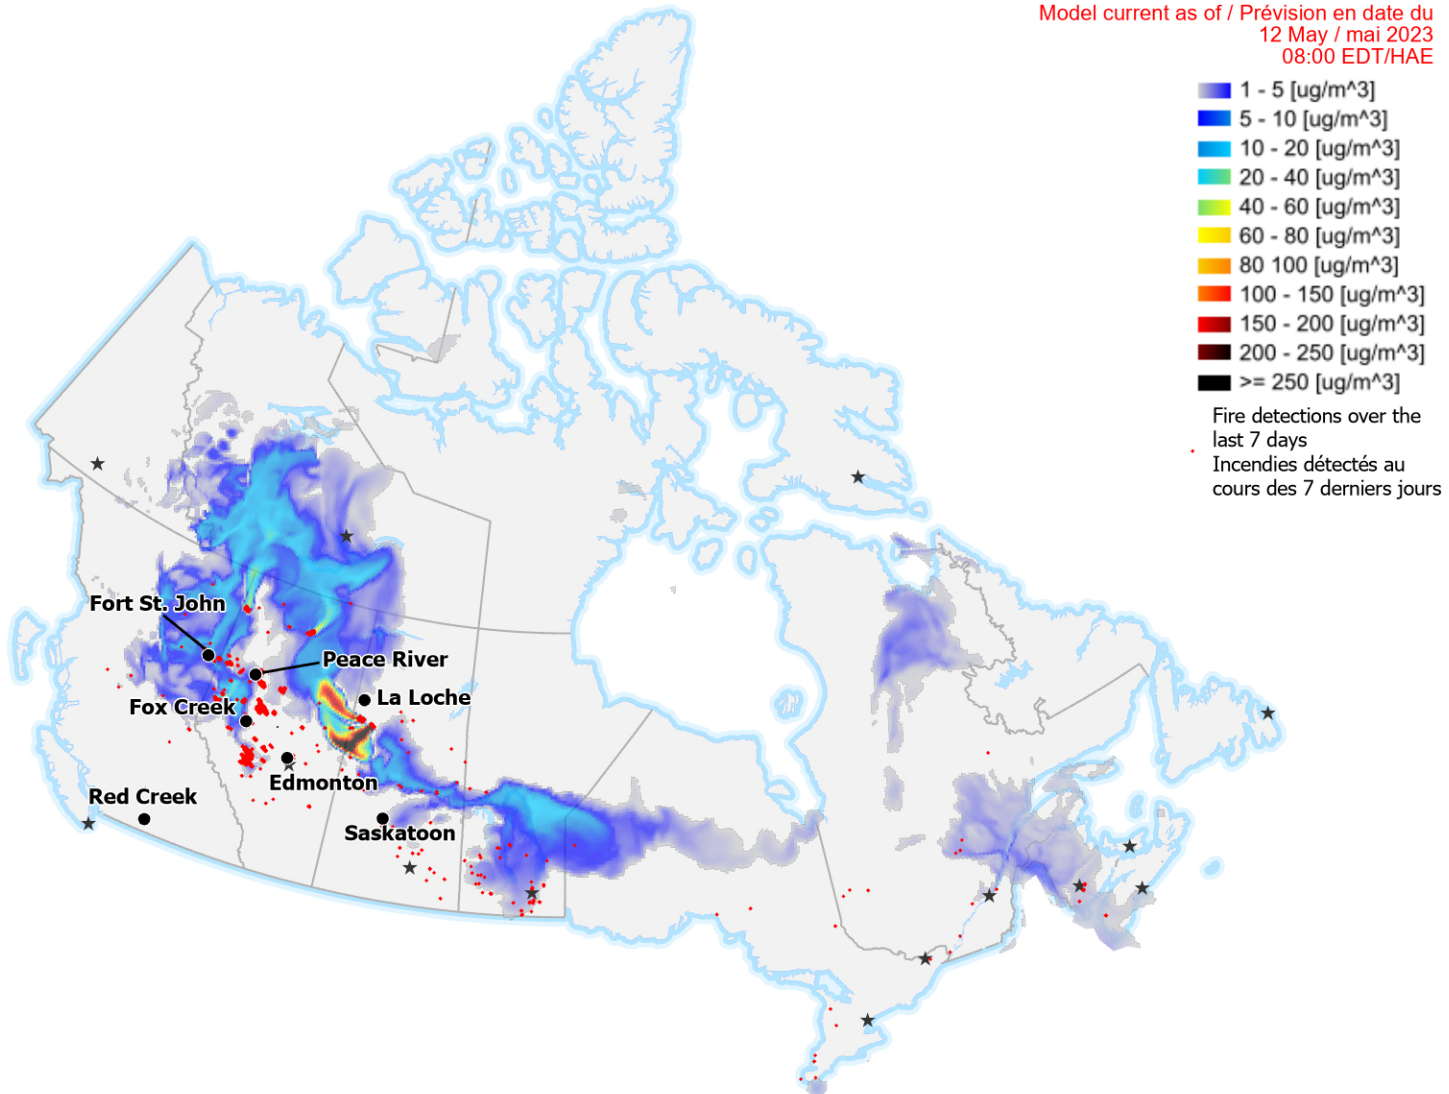 Model current as of / Prévision en date du
12 May / mai 2023
08:00 EDT/HAE
1 - 5 [ug/m^3]
5 - 10 [ug/m^3]
10 - 20 [ug/m^3]
20 - 40 [ug/m^3]
40 - 60 [ug/m^3]
60 - 80 [ug/m^3]
80 100 [ug/m^3]
100 - 150 [ug/m^3]
150 - 200 [ug/m^3]
200 - 250 [ug/m^3]
>= 250 [ug/m^3]
Fire detections over the
last 7 days
Incendies détectés au
cours des 7 derniers jours
Fort St. John
Peace River
La Loche
Fox Creek
Edmonton
Red Creek
Saskatoon